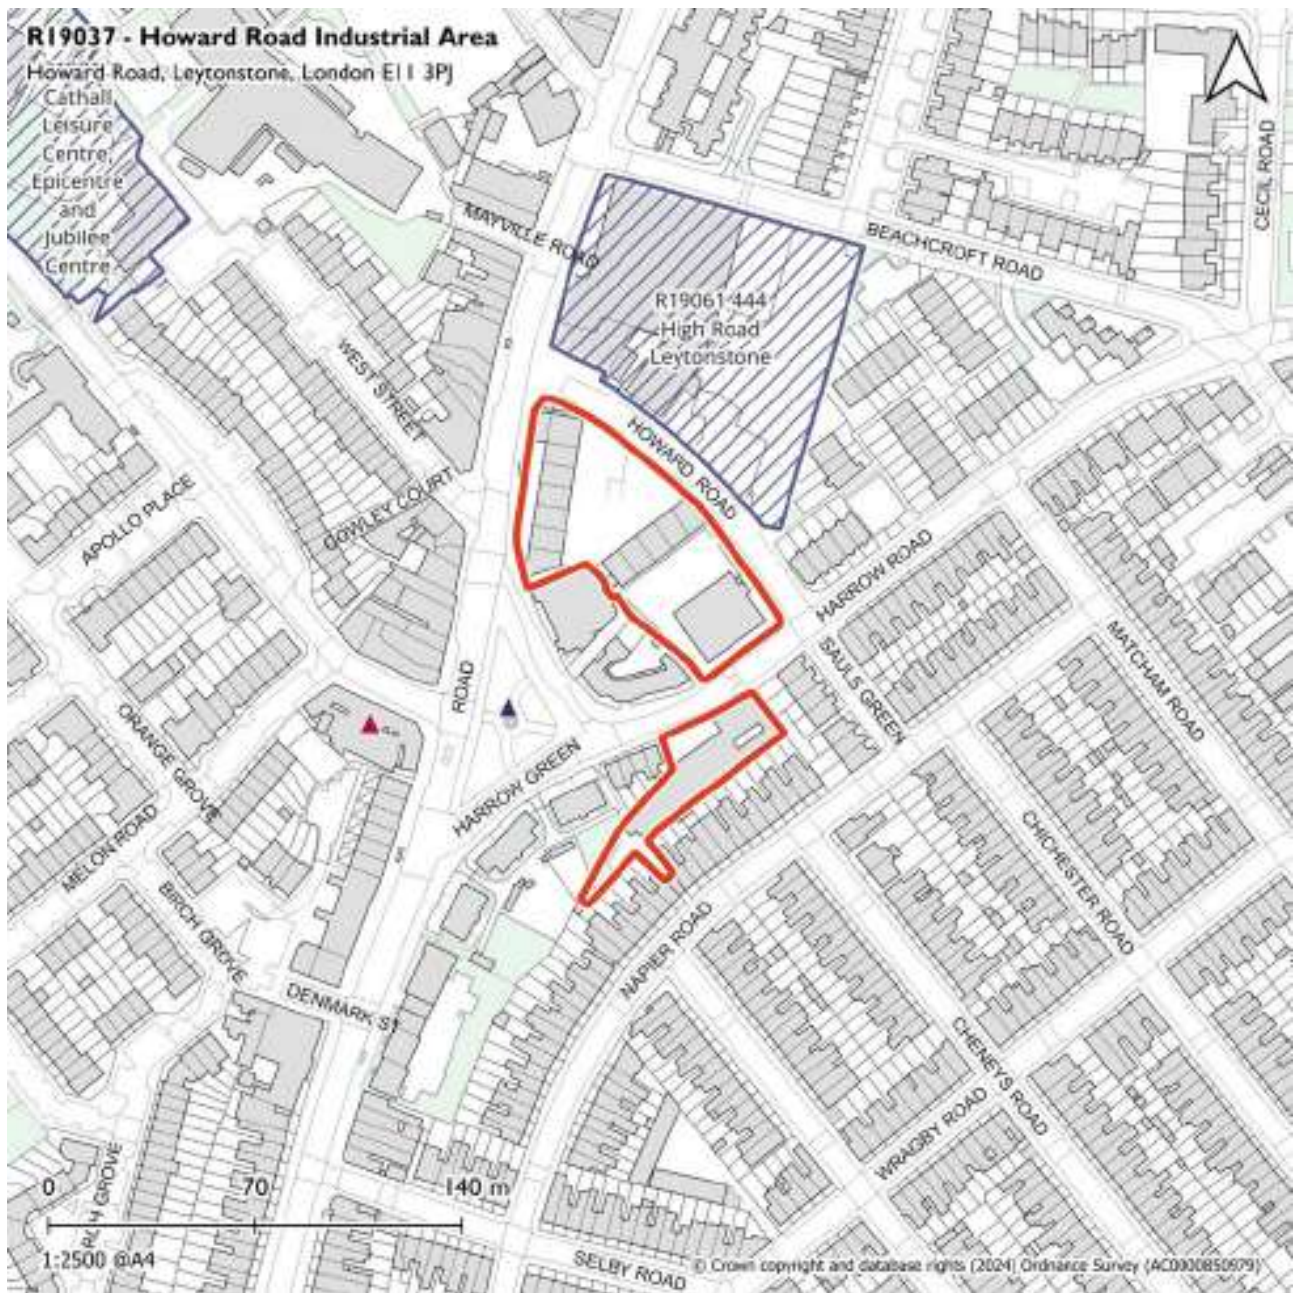 R19037 - Howard Road Industrial Area
Howard Road, Leytonstone, London E11 3PJ
Cathall
Leisure
Centre,
Epicentre
and
Jubilee
Centre
MAYVILLE ROAD
BEACHCROFT ROAD
CECIL ROAD
R19061 444
High Road
Leytonstone
WEST STREET
HOWARD ROAD
COWLEY COURT
APOLLO PLACE
HARROW ROAD
MATCHAM ROAD
SAULS GREEN
ROAD
ORANGE GROVE
HARROW GREEN
MELON ROAD
CHICHESTER ROAD
BIRCH GROVE
NAPIER ROAD
DENMARK ST
CHENEYS ROAD
WRAGBY ROAD
GROVE
0 70 140 m
1:2500 @A4
SELBY ROAD
© Crown copyright and database rights (2024) Ordnance Survey (AC0000850979)